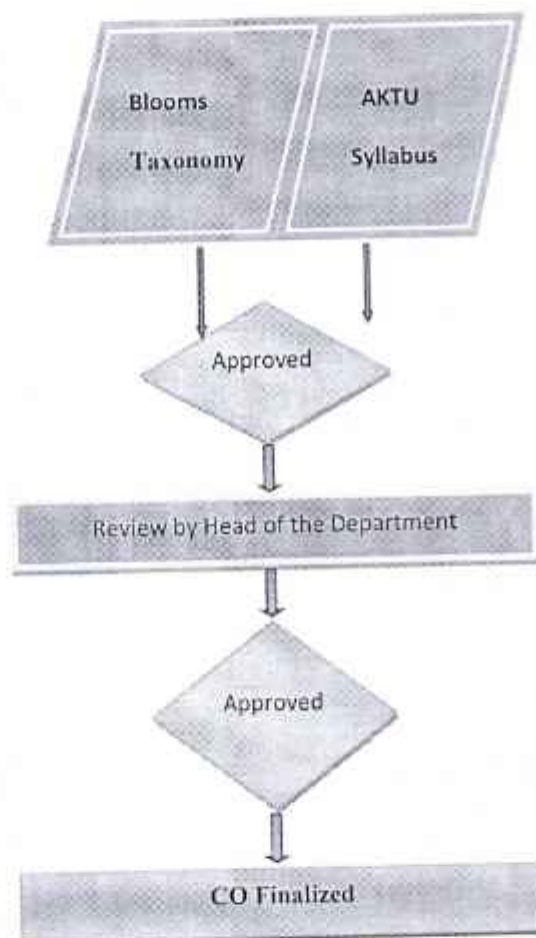 Blooms
Taxonomy
AKTU
Syllabus
Approved
Review by Head of the Department
Approved
CO Finalized